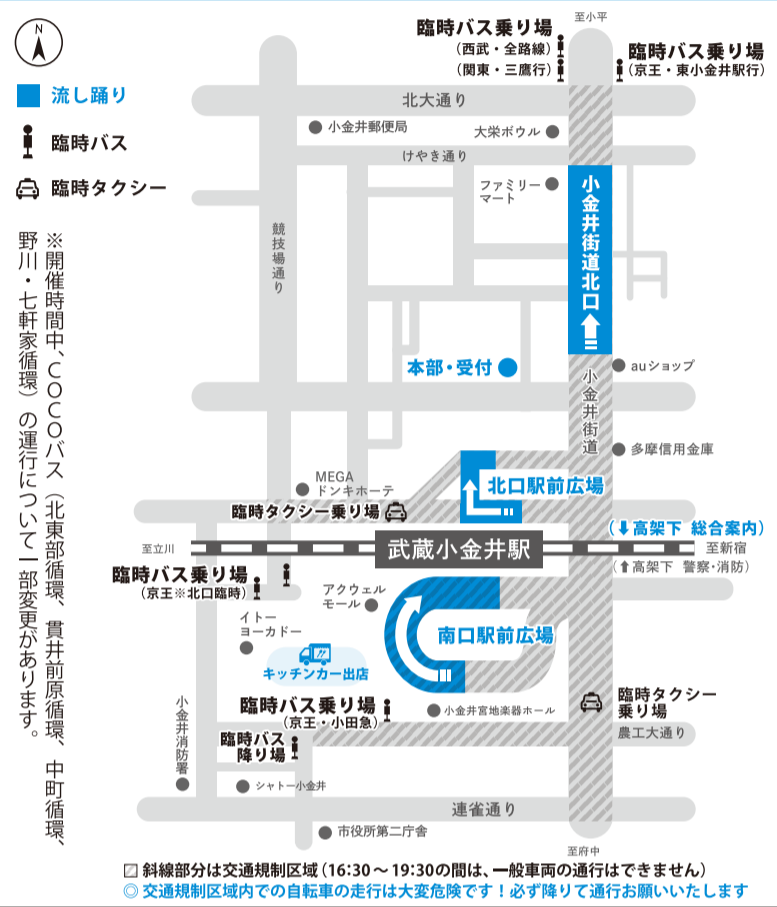 N
流し踊り
臨時バス
臨時タクシー
※開催時間中、COCOバス（北東部循環、貫井前原循環、中町循環、
野川・七軒家循環）の運行について一部変更があります。
至小平
臨時バス乗り場
（西武・全路線）
（関東・三鷹行）
臨時バス乗り場
（京王・東小金井駅行）
北大通り
小金井郵便局
大栄ボウル
けやき通り
ファミリー
マート
小金井街道北口
競技場通り
本部・受付
auショップ
小金井街道
多摩信用金庫
MEGA
ドンキホーテ
北口駅前広場
臨時タクシー乗り場
（⬇高架下 総合案内）
至立川
武蔵小金井駅
至新宿
（⬆高架下 警察・消防）
臨時バス乗り場
（京王※北口臨時）
アクウェル
モール
イトー
ヨーカドー
南口駅前広場
キッチンカー出店
臨時バス乗り場
（京王・小田急）
小金井宮地楽器ホール
臨時タクシー
乗り場
小金井消防署
臨時バス
降り場
農工大通り
シャトー小金井
連雀通り
市役所第二庁舎
至府中
斜線部分は交通規制区域（16:30～19:30の間は、一般車両の通行はできません）
◎交通規制区域内での自転車の走行は大変危険です！必ず降りて通行お願いいたします